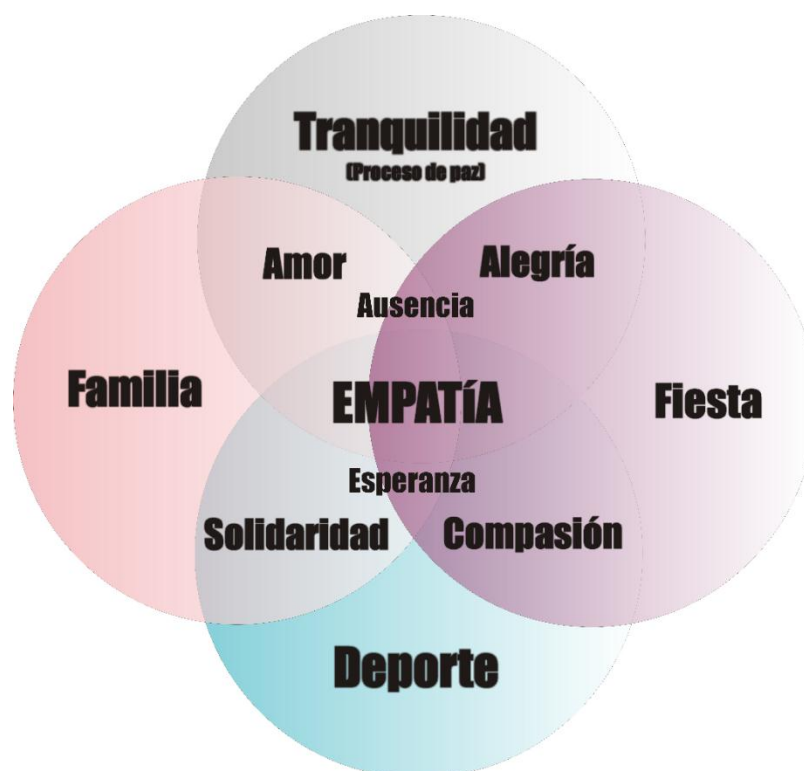 Tranquilidad
(Proceso de paz)
Amor
Alegría
Ausencia
Familia
EMPATíA
Fiesta
Esperanza
Solidaridad
Compasión
Deporte